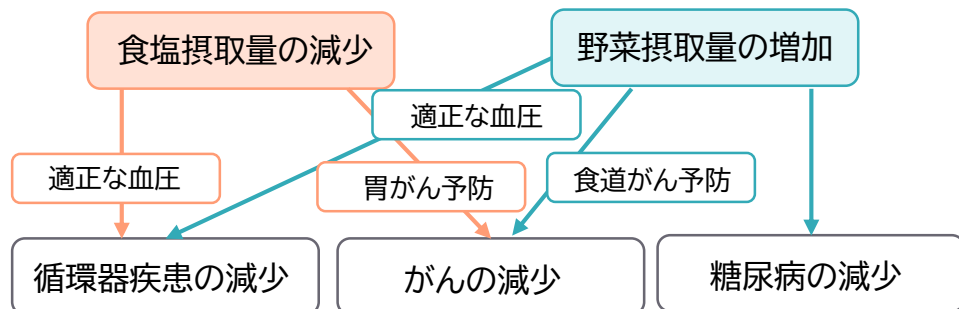 食塩摂取量の減少
野菜摂取量の増加
適正な血圧
適正な血圧
胃がん予防
食道がん予防
循環器疾患の減少
がんの減少
糖尿病の減少